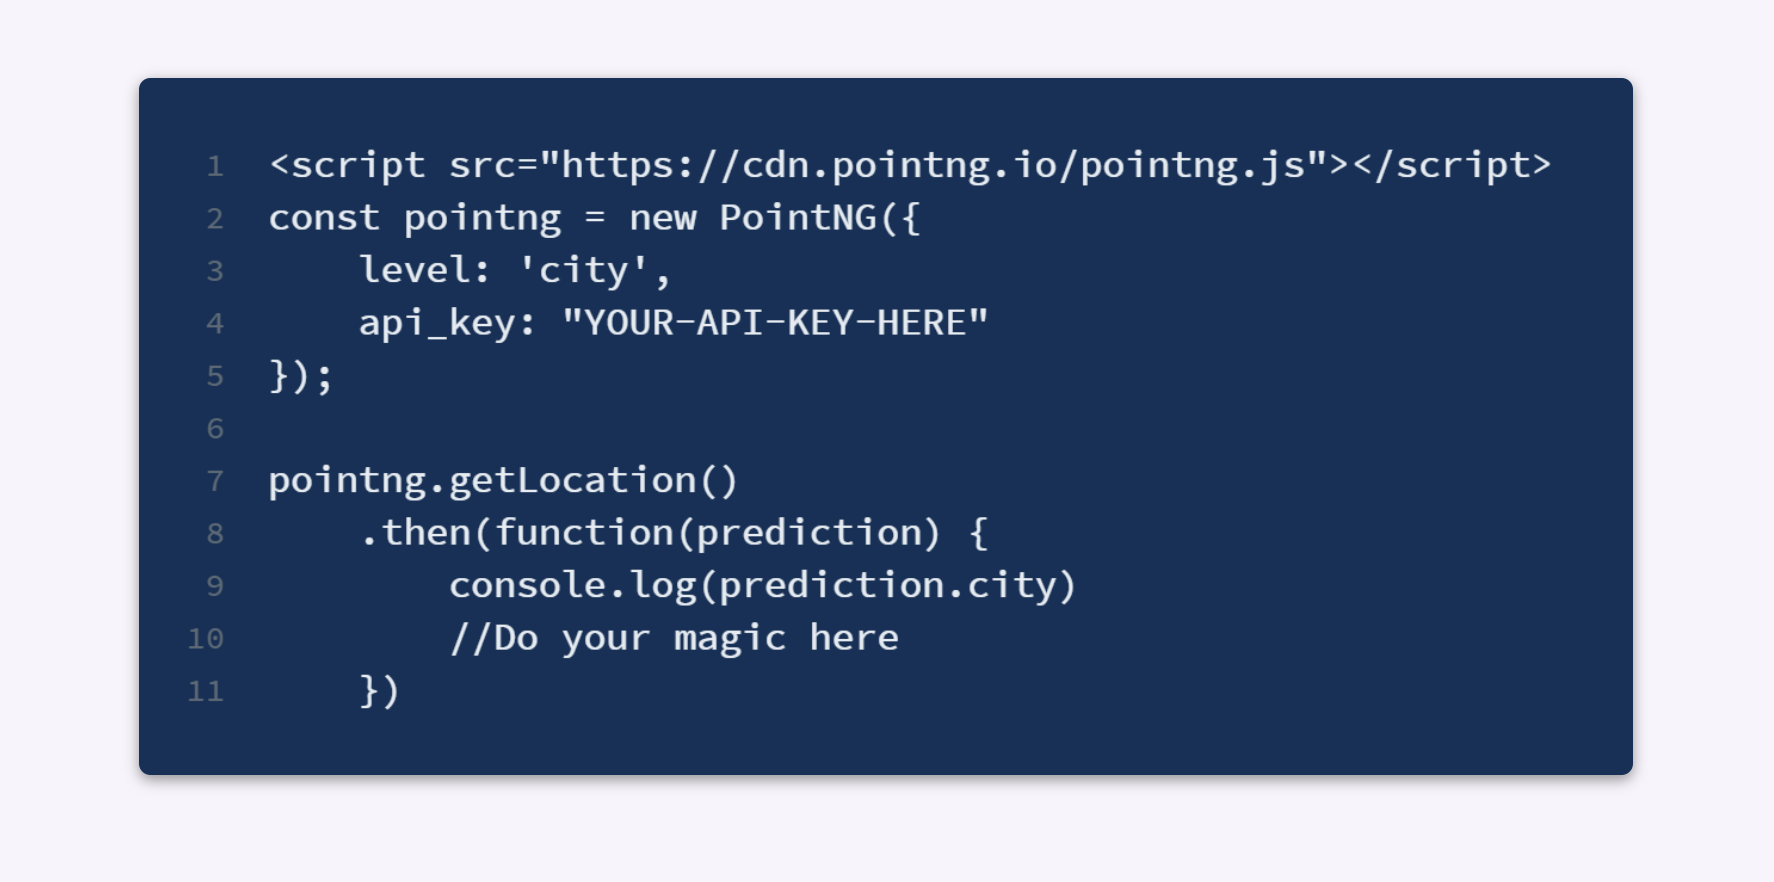 1 <script src="https://cdn.pointng.io/pointng.js"></script>
2 const pointng = new PointNG({
3     level: 'city',
4     api_key: "YOUR-API-KEY-HERE"
5 });
6
7 pointng.getLocation()
8     .then(function(prediction) {
9         console.log(prediction.city)
10         //Do your magic here
11     })